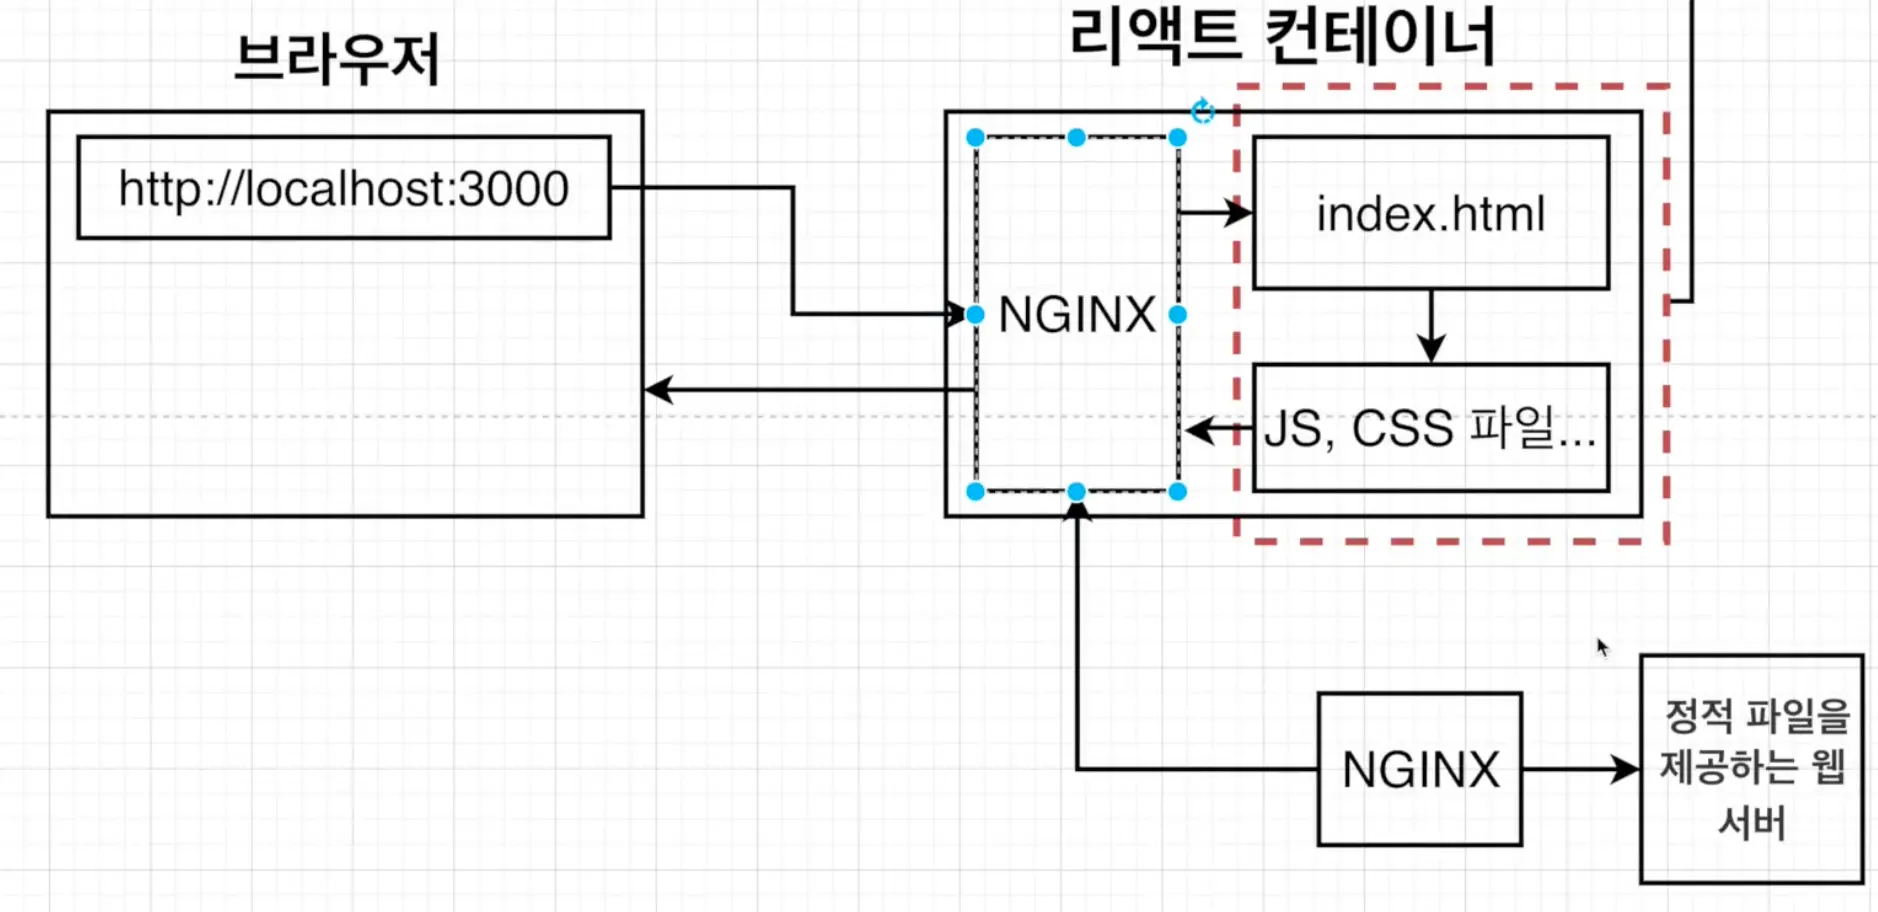 브라우저
리액트 컨테이너
http://localhost:3000
NGINX
index.html
JS, CSS 파일...
NGINX
정적 파일을
제공하는 웹
서버